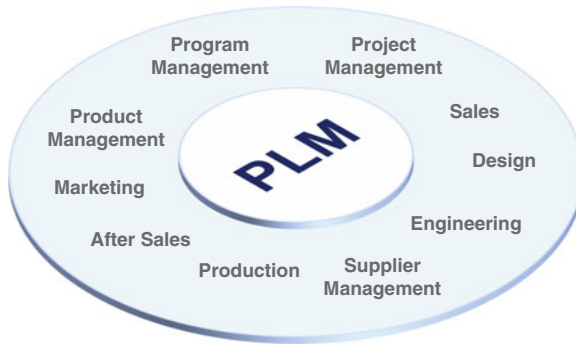 Program
Management
Project
Management
Product
Management
PLM
Sales
Design
Marketing
Engineering
After Sales
Production
Supplier
Management